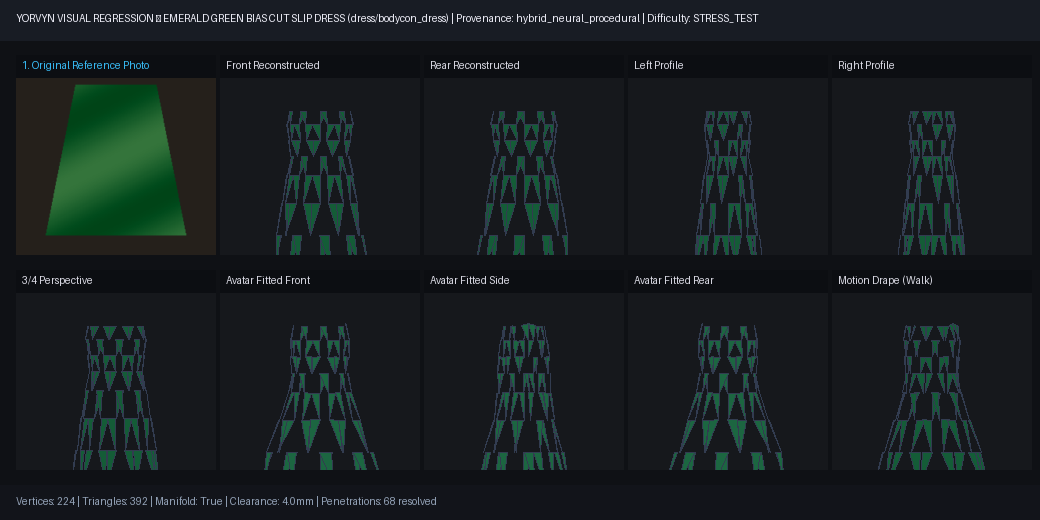 YORVYN VISUAL REGRESSION ▯ EMERALD GREEN BIAS CUT SLIP DRESS (dress/bodycon_dress) | Provenance: hybrid_neural_procedural | Difficulty: STRESS_TEST
1. Original Reference Photo
Front Reconstructed
Rear Reconstructed
Left Profile
Right Profile
3/4 Perspective
Avatar Fitted Front
Avatar Fitted Side
Avatar Fitted Rear
Motion Drape (Walk)
Vertices: 224 | Triangles: 392 | Manifold: True | Clearance: 4.0mm | Penetrations: 68 resolved